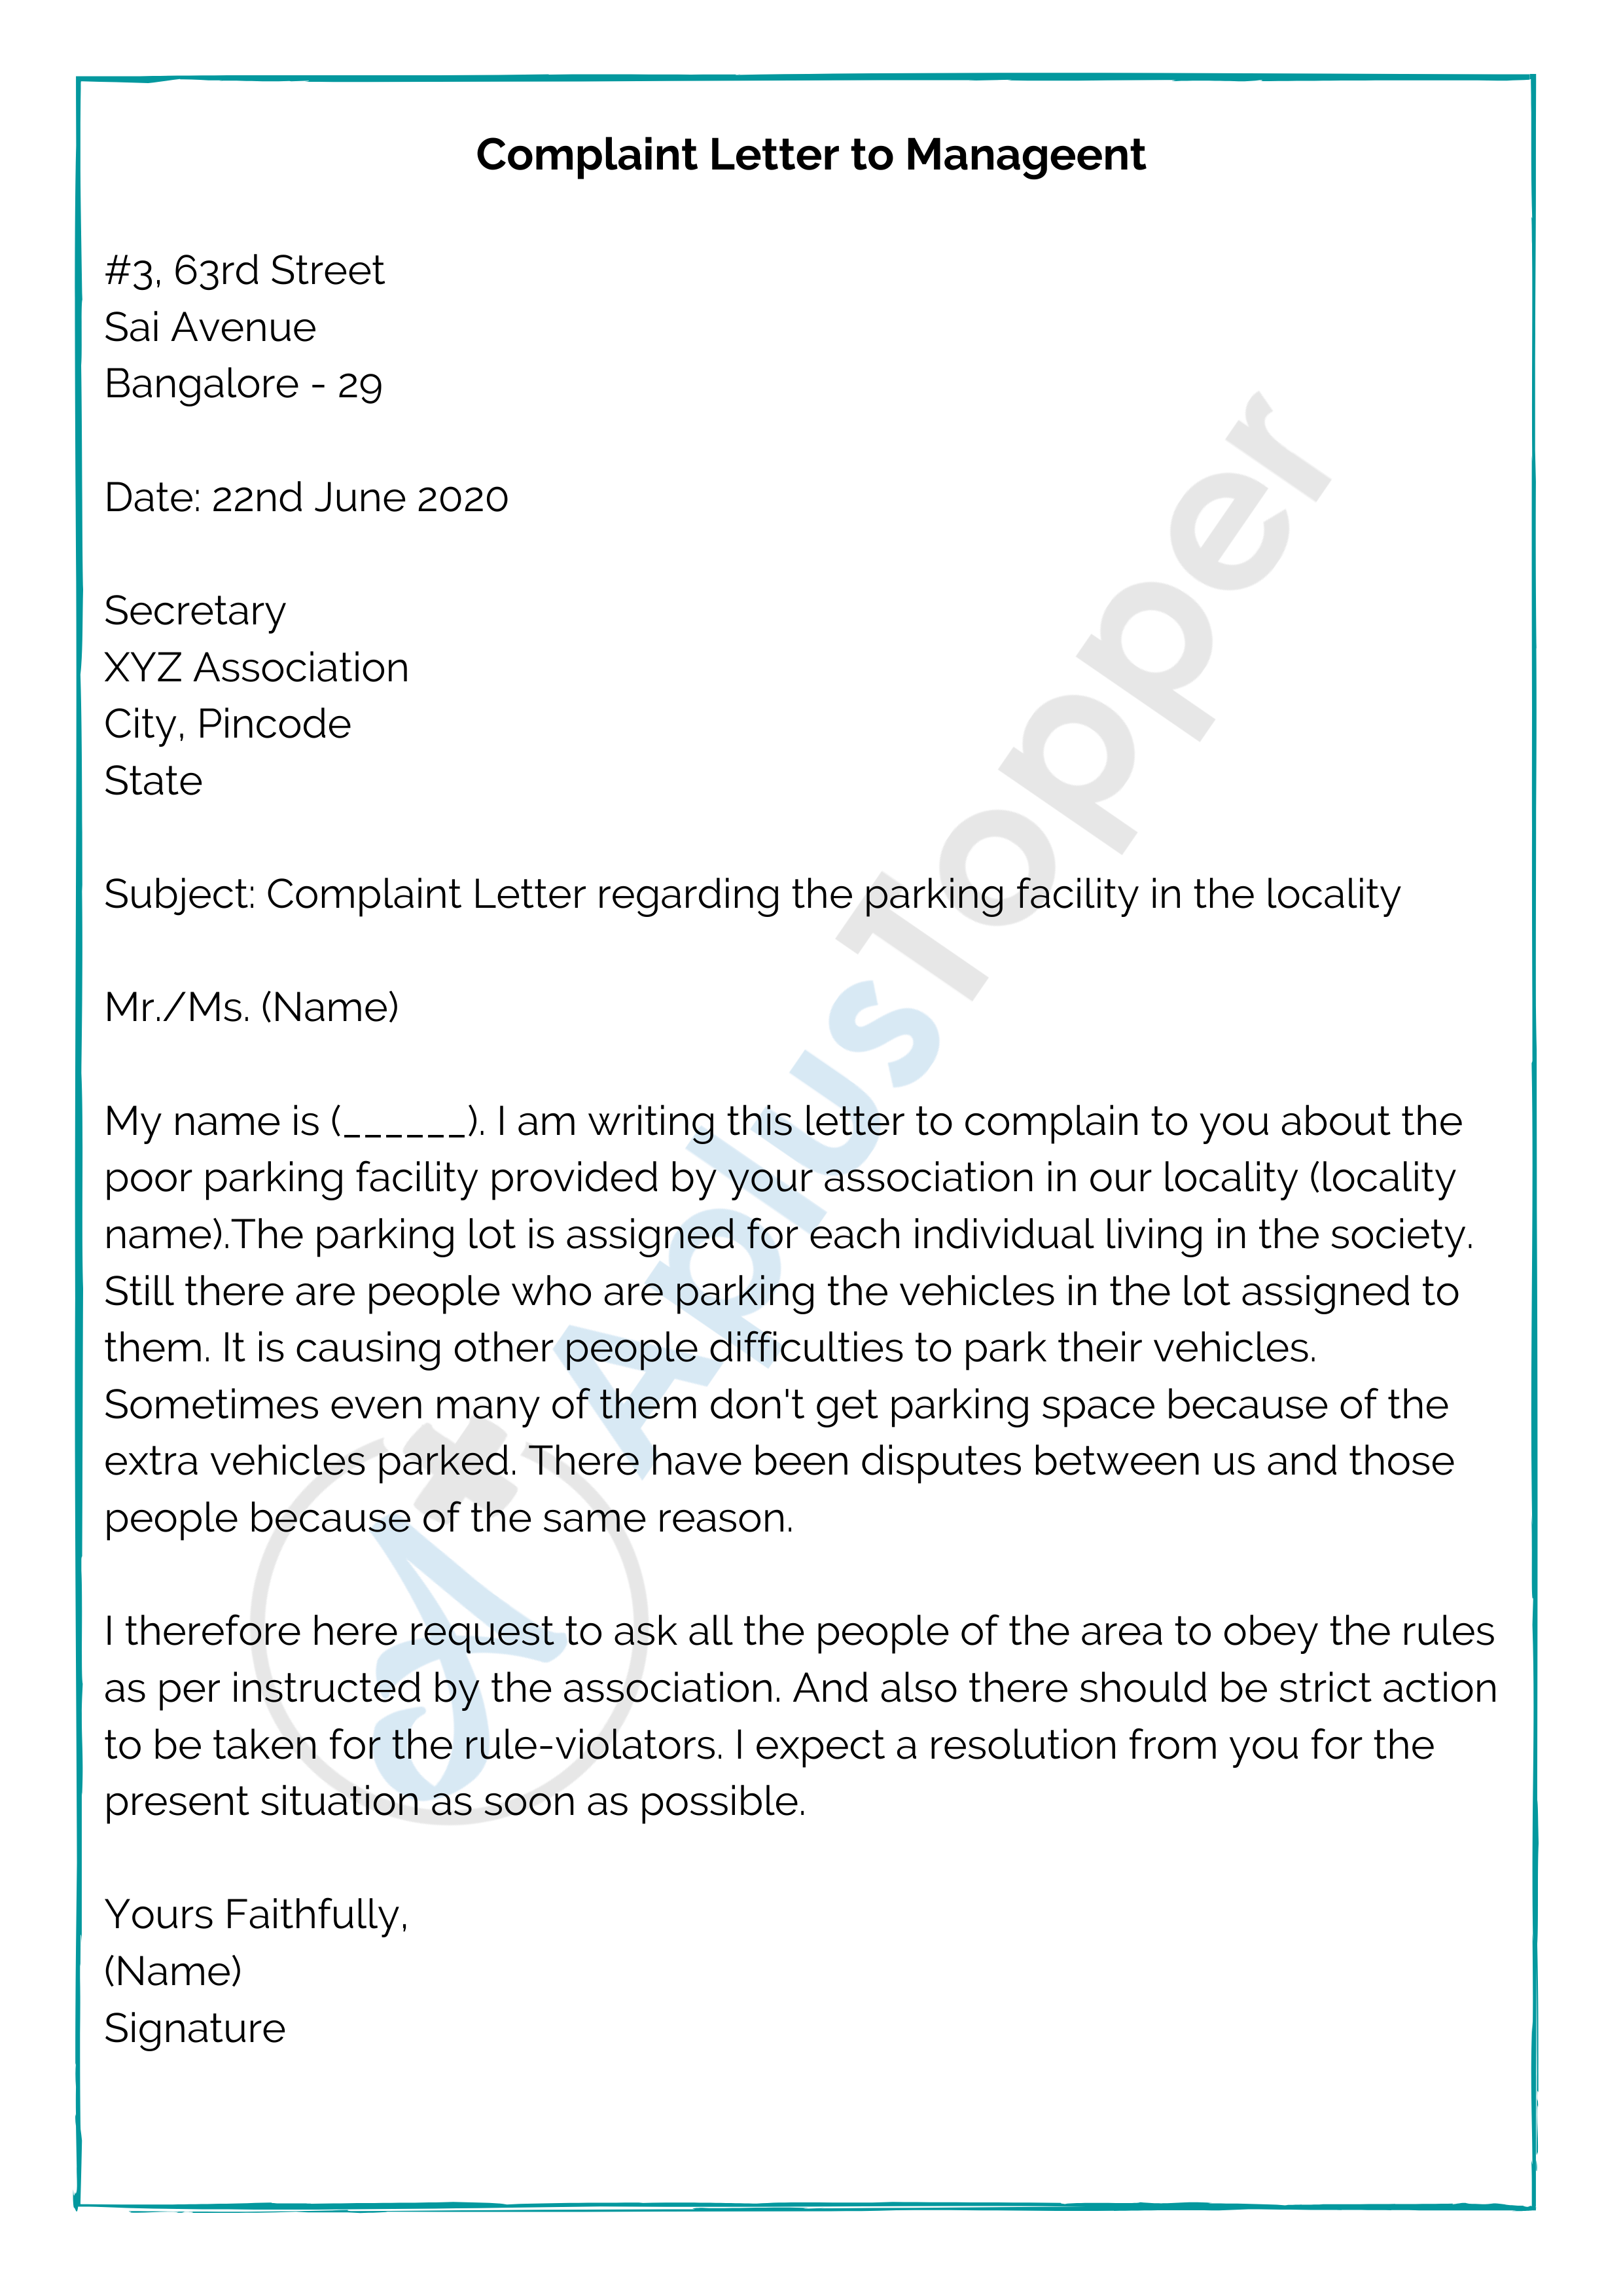 Complaint Letter to Manageent
#3, 63rd Street
Sai Avenue
Bangalore - 29
Date: 22nd June 2020
Secretary
XYZ Association
City, Pincode
State
Subject: Complaint Letter regarding the parking facility in the locality
Mr./Ms. (Name)
My name is (______). I am writing this letter to complain to you about the
poor parking facility provided by your association in our locality (locality
name).The parking lot is assigned for each individual living in the society.
Still there are people who are parking the vehicles in the lot assigned to
them. It is causing other people difficulties to park their vehicles.
Sometimes even many of them don't get parking space because of the
extra vehicles parked. There have been disputes between us and those
people because of the same reason.
I therefore here request to ask all the people of the area to obey the rules
as per instructed by the association. And also there should be strict action
to be taken for the rule-violators. I expect a resolution from you for the
present situation as soon as possible.
Yours Faithfully,
(Name)
Signature
A+ AplusTopper